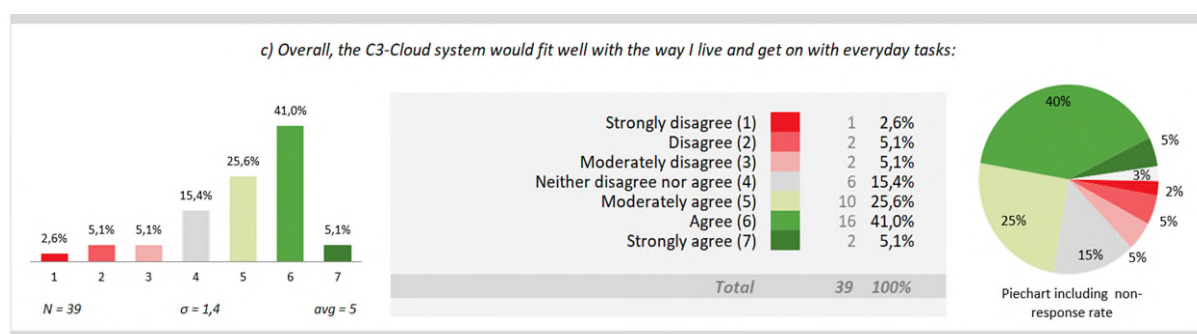 c) Overall, the C3-Cloud system would fit well with the way I live and get on with everyday tasks:
2,6%
5,1%
5,1%
15,4%
25,6%
41,0%
5,1%
1 2 3 4 5 6 7
N = 39 σ = 1,4 avg = 5
Strongly disagree (1) 1 2,6%
Disagree (2) 2 5,1%
Moderately disagree (3) 2 5,1%
Neither disagree nor agree (4) 6 15,4%
Moderately agree (5) 10 25,6%
Agree (6) 16 41,0%
Strongly agree (7) 2 5,1%
Total 39 100%
40%
5%
3%
2%
5%
5%
15%
25%
Piechart including non-
response rate